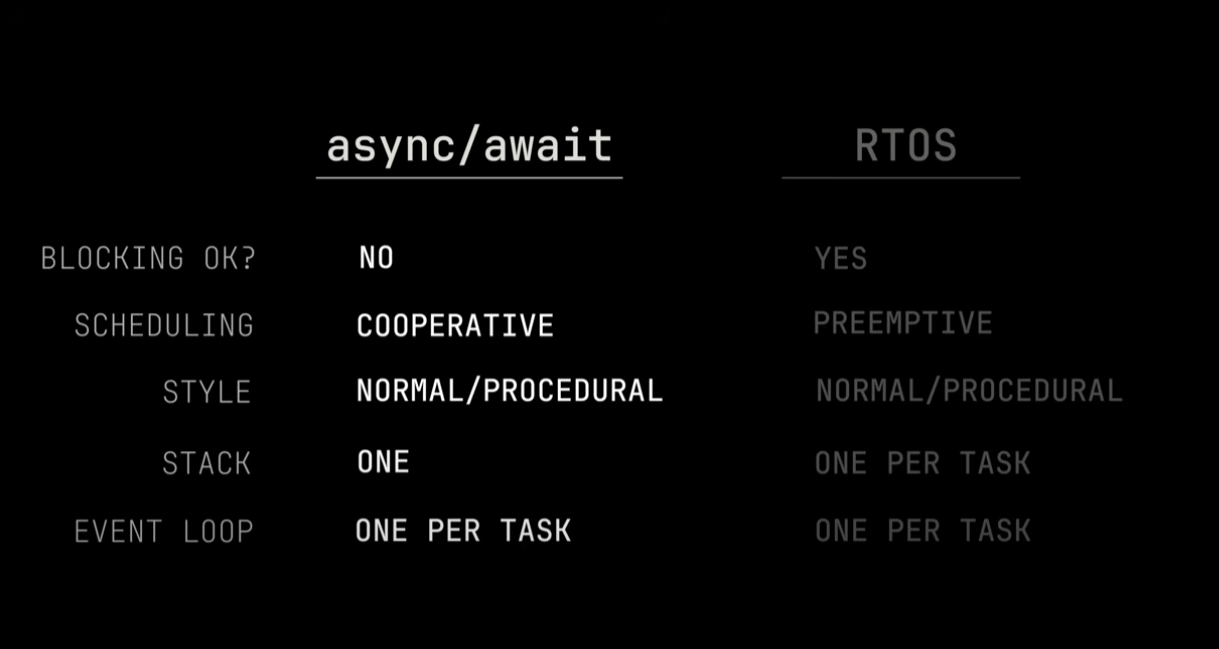 async/await RTOS
BLOCKING OK? NO YES
SCHEDULING COOPERATIVE PREEMPTIVE
STYLE NORMAL/PROCEDURAL NORMAL/PROCEDURAL
STACK ONE ONE PER TASK
EVENT LOOP ONE PER TASK ONE PER TASK